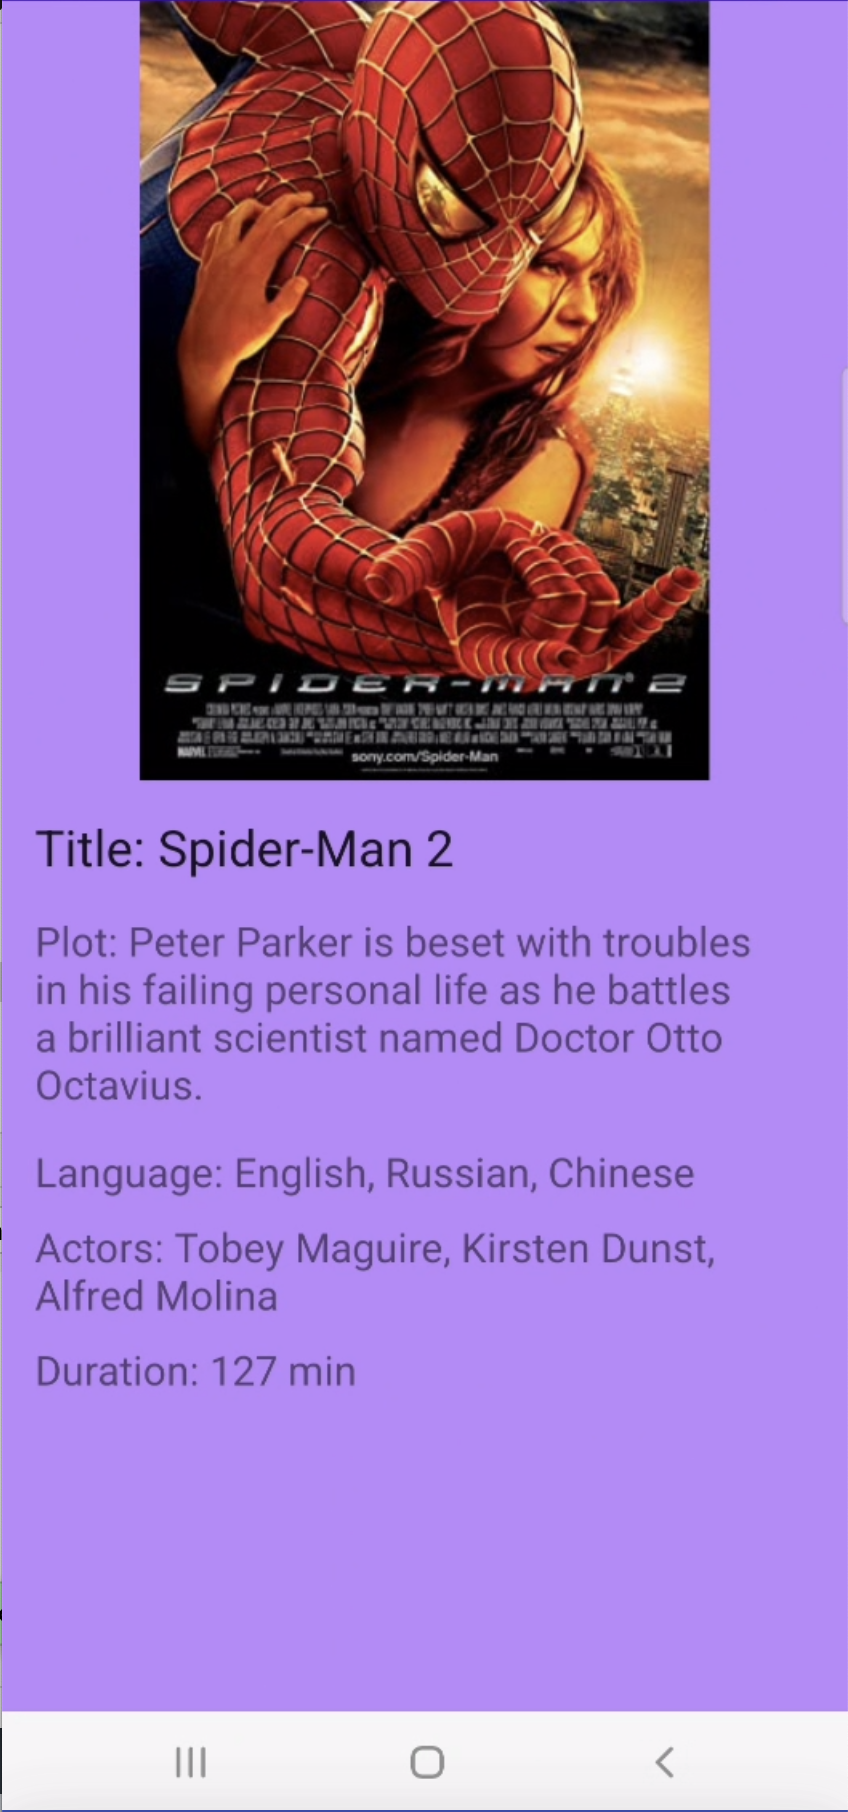 SPIDER-MAN 2
MARVEL
sony.com/Spider-Man
Title: Spider-Man 2
Plot: Peter Parker is beset with troubles
in his failing personal life as he battles
a brilliant scientist named Doctor Otto
Octavius.
Language: English, Russian, Chinese
Actors: Tobey Maguire, Kirsten Dunst,
Alfred Molina
Duration: 127 min